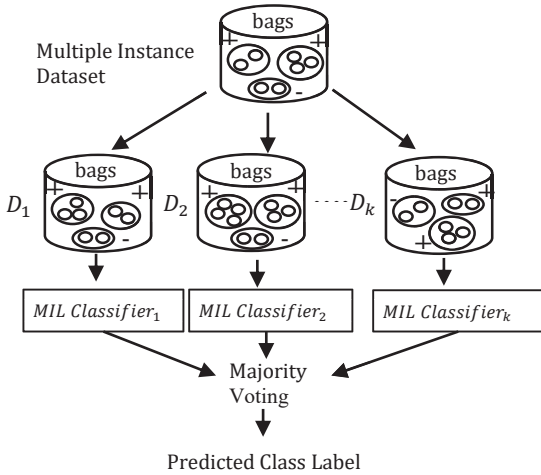 bags
+ +
Multiple Instance
Dataset
-
bags bags bags
+ + + + - +
D₁ D₂ ----- Dₖ
- - +
MIL Classifier₁ MIL Classifier₂ MIL Classifierₖ
Majority
Voting
Predicted Class Label